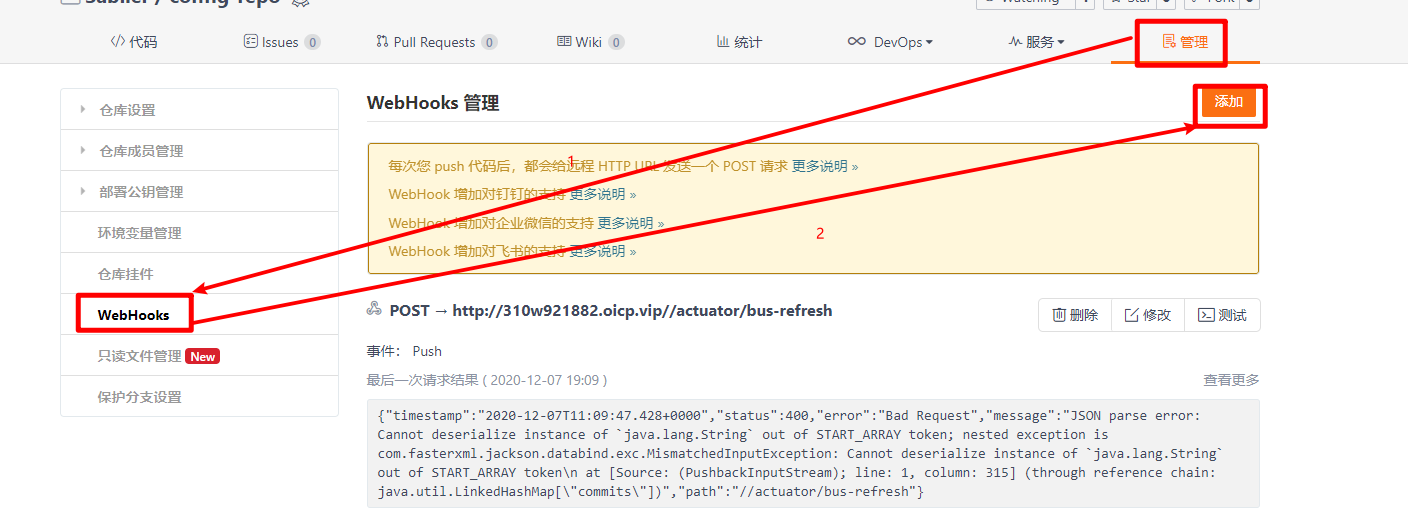 代码
Issues 0
Pull Requests 0
Wiki 0
统计
DevOps
服务
管理
仓库设置
仓库成员管理
部署公钥管理
环境变量管理
仓库挂件
WebHooks
只读文件管理 New
保护分支设置
WebHooks 管理
添加
每次您 push 代码后，都会给远程 HTTP URL 发送一个 POST 请求 更多说明 »
1
WebHook 增加对钉钉的支持 更多说明 »
WebHook 增加对企业微信的支持 更多说明 »
2
WebHook 增加对飞书的支持 更多说明 »
POST → http://310w921882.oicp.vip//actuator/bus-refresh
删除
修改
测试
事件： Push
最后一次请求结果 ( 2020-12-07 19:09 )
查看更多
{"timestamp":"2020-12-07T11:09:47.428+0000","status":400,"error":"Bad Request","message":"JSON parse error:
Cannot deserialize instance of `java.lang.String` out of START_ARRAY token; nested exception is
com.fasterxml.jackson.databind.exc.MismatchedInputException: Cannot deserialize instance of `java.lang.String`
out of START_ARRAY token\n at [Source: (PushbackInputStream); line: 1, column: 315] (through reference chain:
java.util.LinkedHashMap[\"commits\"])","path":"//actuator/bus-refresh"}